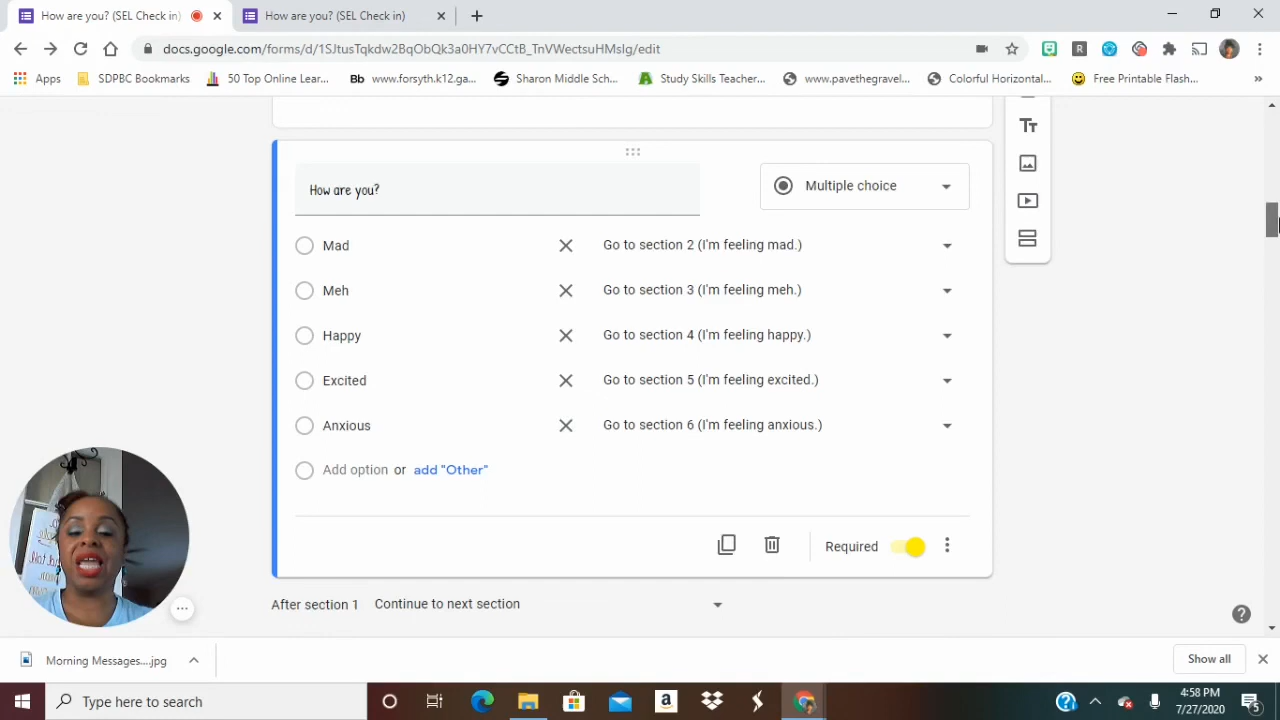 How are you? (SEL Check in)
How are you? (SEL Check in)
docs.google.com/forms/d/1SJtusTqkdw2BqObQk3a0HY7vCCtB_TnVWectsuHMsIg/edit
Apps
SDPBC Bookmarks
50 Top Online Lear...
Bb www.forsyth.k12.ga...
Sharon Middle Sch...
Study Skills Teacher...
www.pavethegravel...
Colorful Horizontal...
Free Printable Flash...
»
Tт
How are you?
Multiple choice
Mad
Go to section 2 (I'm feeling mad.)
Meh
Go to section 3 (I'm feeling meh.)
Happy
Go to section 4 (I'm feeling happy.)
Excited
Go to section 5 (I'm feeling excited.)
Anxious
Go to section 6 (I'm feeling anxious.)
Add option or add "Other"
Required
After section 1 Continue to next section
Morning Messages....jpg
Show all
Type here to search
4:58 PM
7/27/2020
5